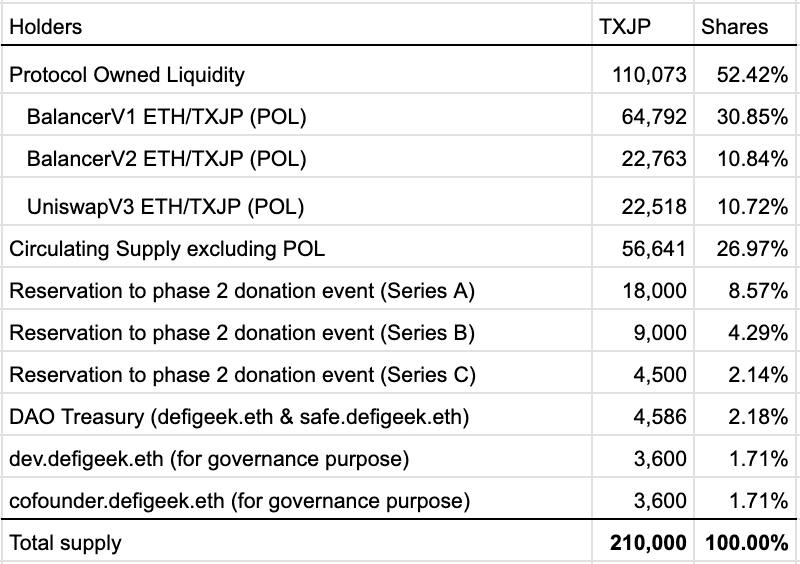 Holders TXJP Shares
Protocol Owned Liquidity 110,073 52.42%
BalancerV1 ETH/TXJP (POL) 64,792 30.85%
BalancerV2 ETH/TXJP (POL) 22,763 10.84%
UniswapV3 ETH/TXJP (POL) 22,518 10.72%
Circulating Supply excluding POL 56,641 26.97%
Reservation to phase 2 donation event (Series A) 18,000 8.57%
Reservation to phase 2 donation event (Series B) 9,000 4.29%
Reservation to phase 2 donation event (Series C) 4,500 2.14%
DAO Treasury (defigeek.eth & safe.defigeek.eth) 4,586 2.18%
dev.defigeek.eth (for governance purpose) 3,600 1.71%
cofounder.defigeek.eth (for governance purpose) 3,600 1.71%
Total supply 210,000 100.00%